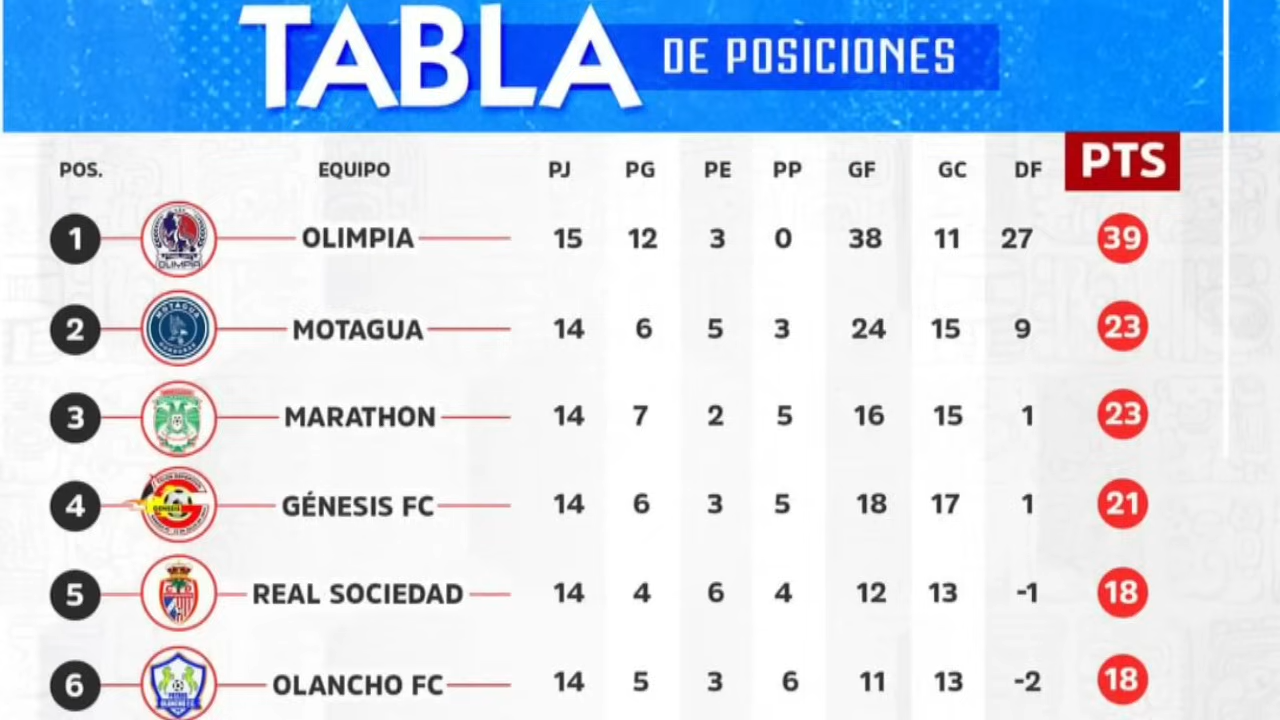 TABLA DE POSICIONES
POS. EQUIPO PJ PG PE PP GF GC DF PTS
1 OLIMPIA OLIMPIA 15 12 3 0 38 11 27 39
2 MOTAGUA MOTAGUA 14 6 5 3 24 15 9 23
3 MARATHON 14 7 2 5 16 15 1 23
4 GENESIS GÉNESIS FC 14 6 3 5 18 17 1 21
5 REAL SOCIEDAD 14 4 6 4 12 13 -1 18
6 OLANCHO FC 14 5 3 6 11 13 -2 18